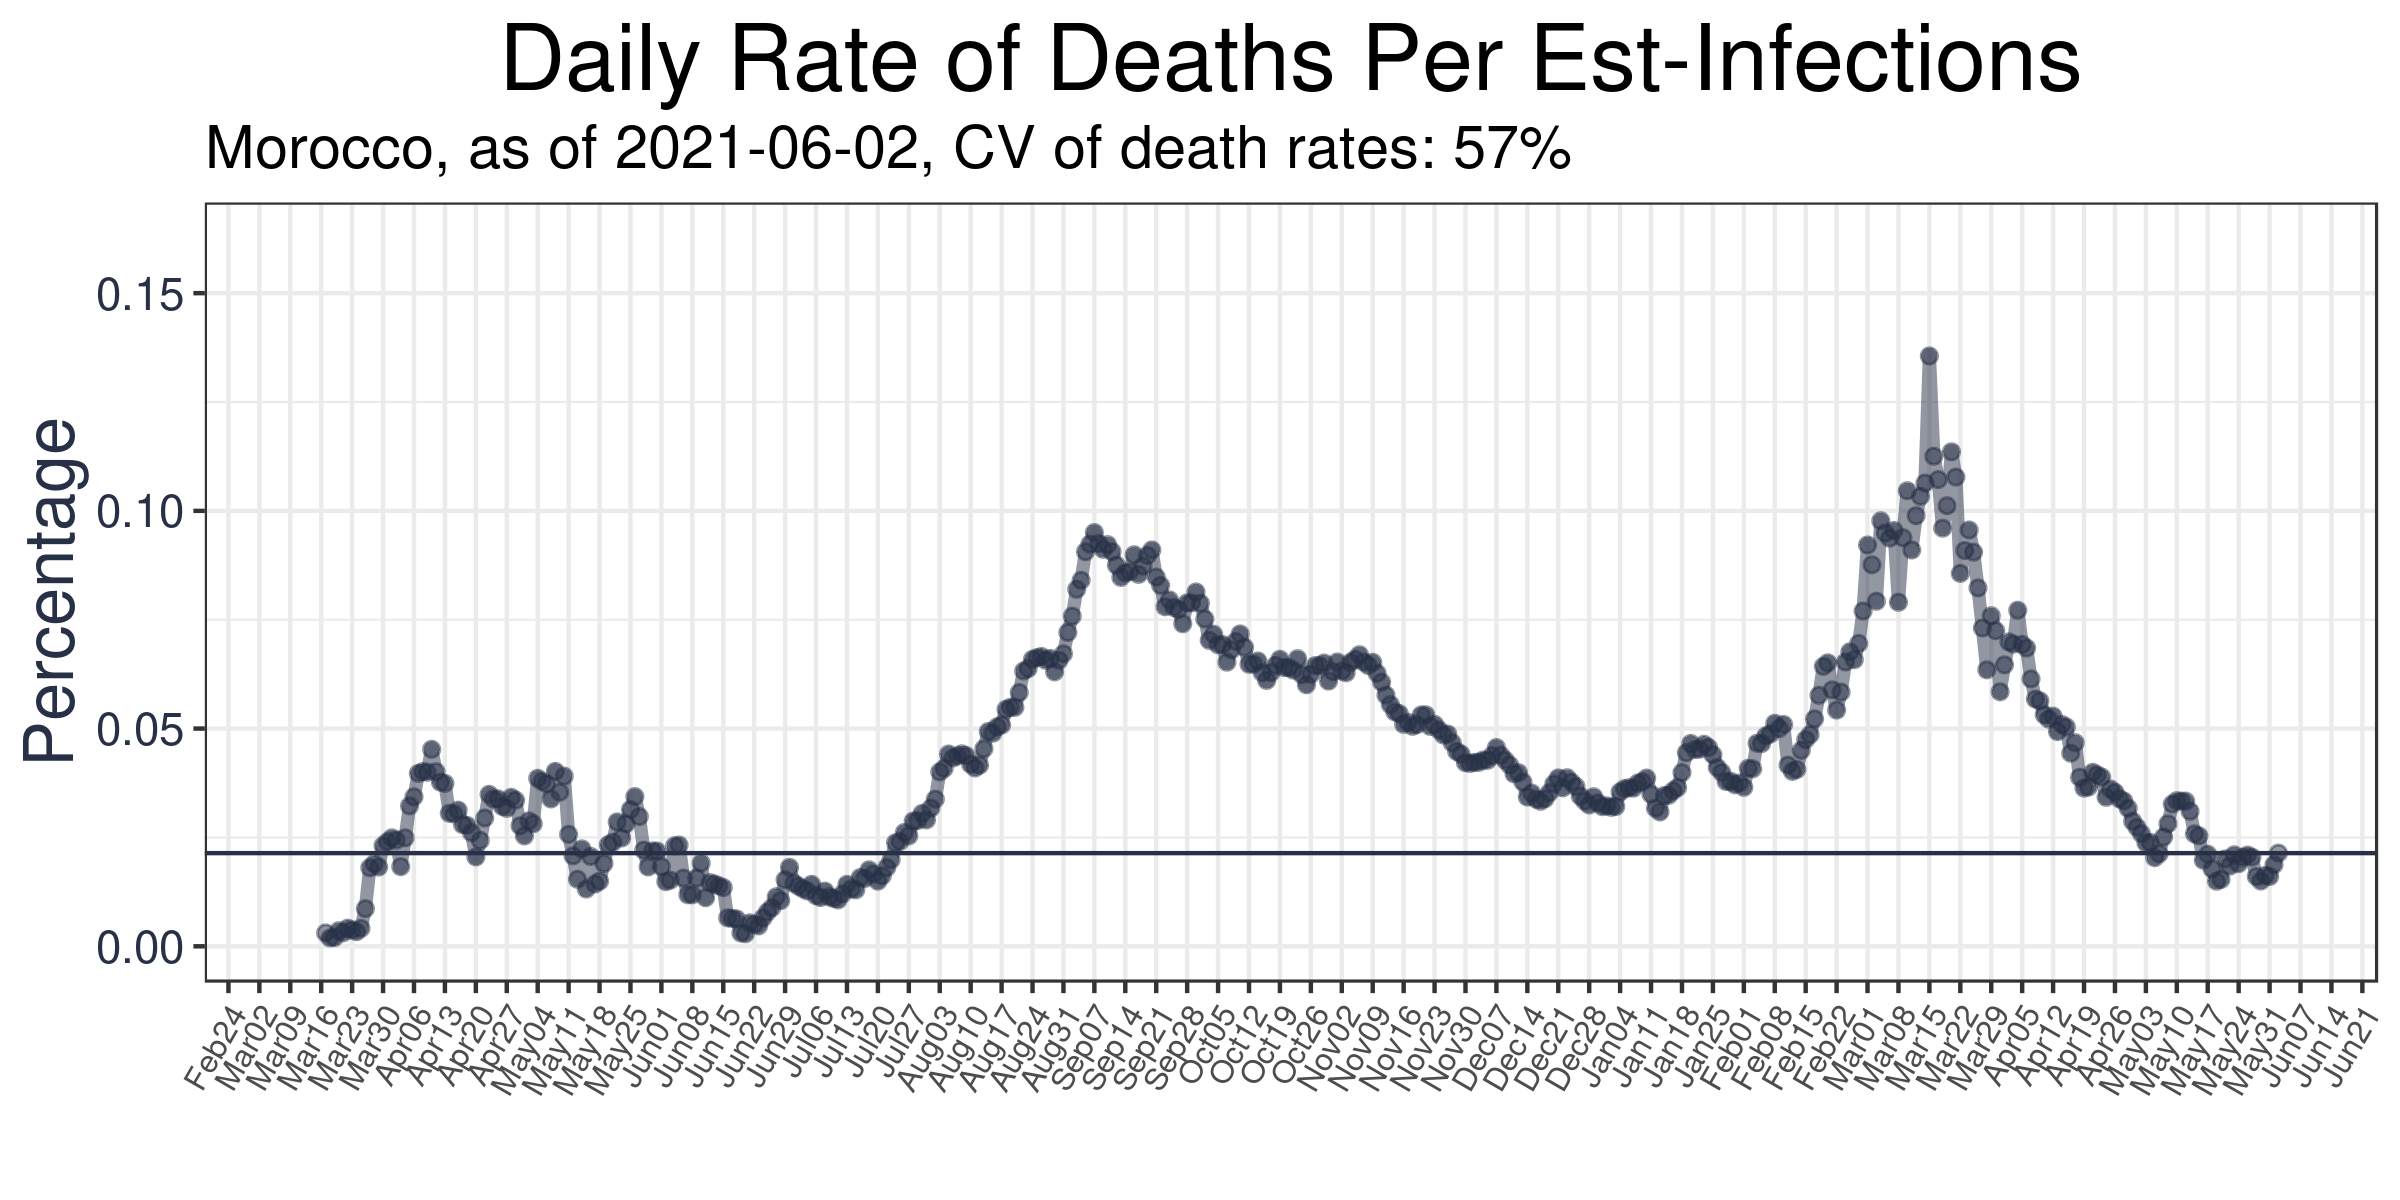 Daily Rate of Deaths Per Est-Infections
Morocco, as of 2021-06-02, CV of death rates: 57%
Percentage
0.15
0.10
0.05
0.00
Feb24
Mar02
Mar09
Mar16
Mar23
Mar30
Apr06
Apr13
Apr20
Apr27
May04
May11
May18
May25
Jun01
Jun08
Jun15
Jun22
Jun29
Jul06
Jul13
Jul20
Jul27
Aug03
Aug10
Aug17
Aug24
Aug31
Sep07
Sep14
Sep21
Sep28
Oct05
Oct12
Oct19
Oct26
Nov02
Nov09
Nov16
Nov23
Nov30
Dec07
Dec14
Dec21
Dec28
Jan04
Jan11
Jan18
Jan25
Feb01
Feb08
Feb15
Feb22
Mar01
Mar08
Mar15
Mar22
Mar29
Apr05
Apr12
Apr19
Apr26
May03
May10
May17
May24
May31
Jun07
Jun14
Jun21